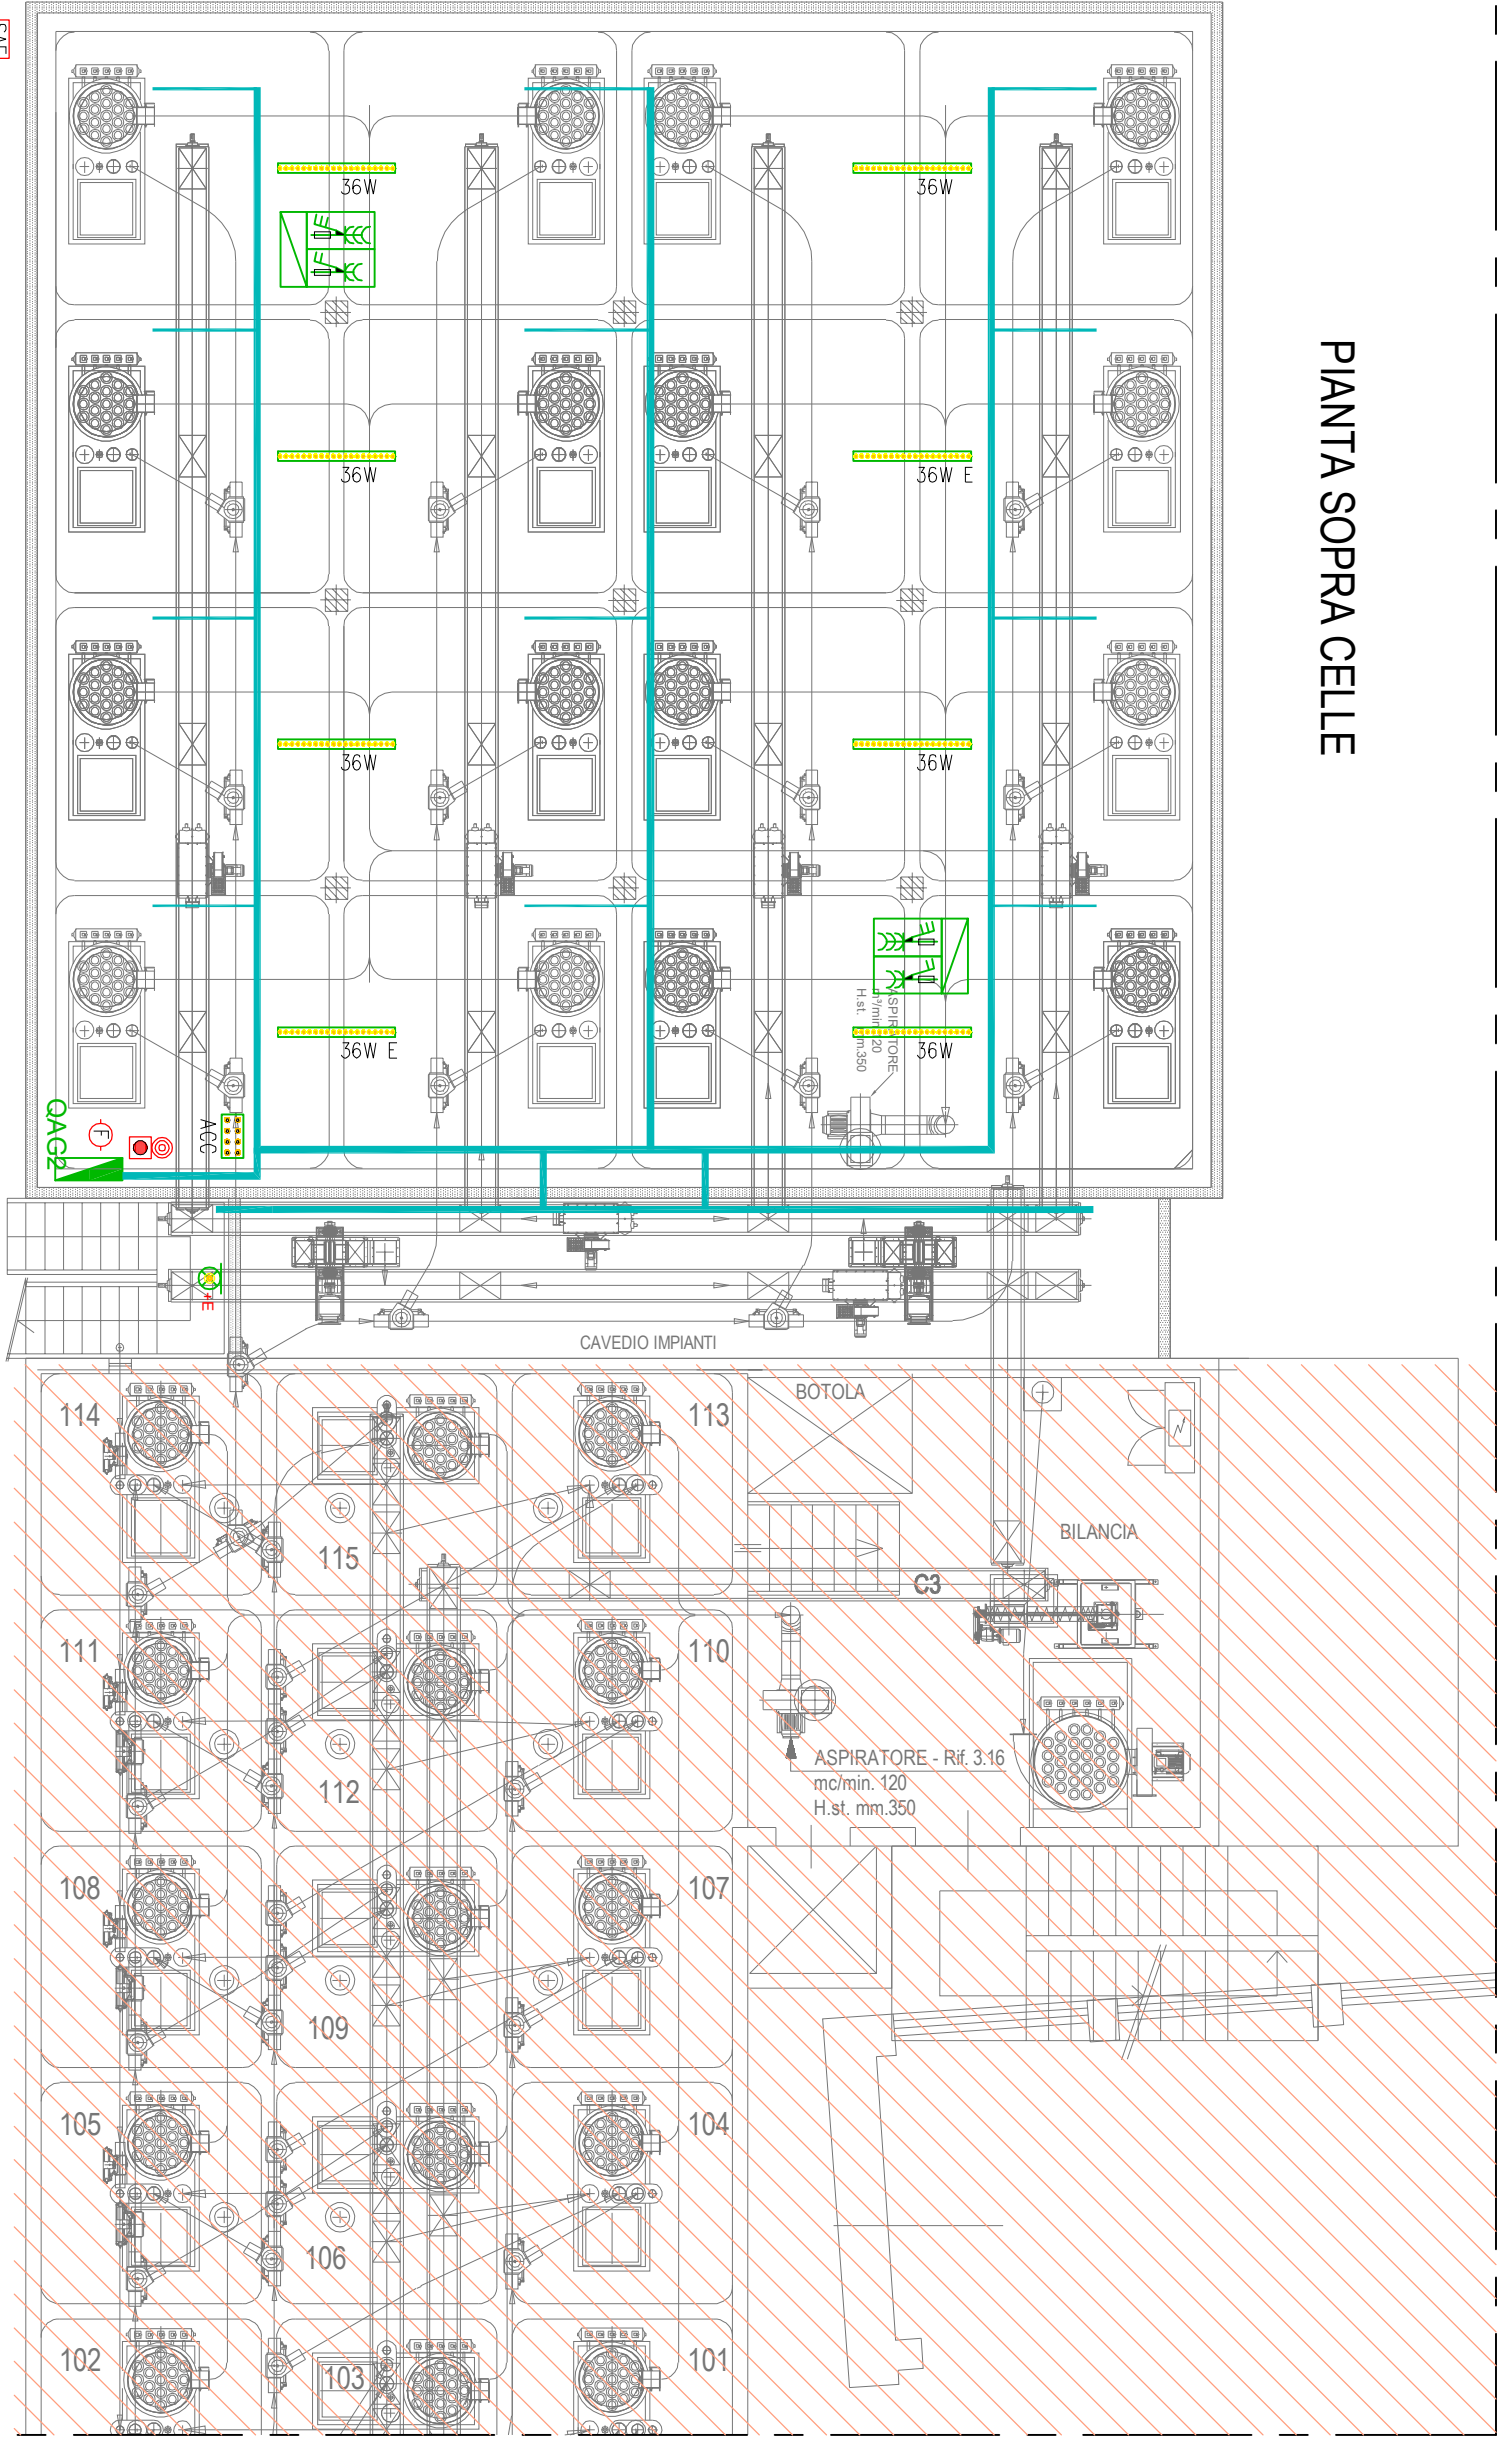 PIANTA SOPRA CELLE
36W
36W
36W
36W E
36W
36W
36W E
36W
ASPIRATORE
H.st.
QAG2
F
ACC
+E
CAVEDIO IMPIANTI
114
113
BOTOLA
BILANCIA
115
C3
111
110
112
ASPIRATORE - Rif. 3.16
mc/min. 120
H.st. mm.350
108
107
109
105
104
106
102
103
101